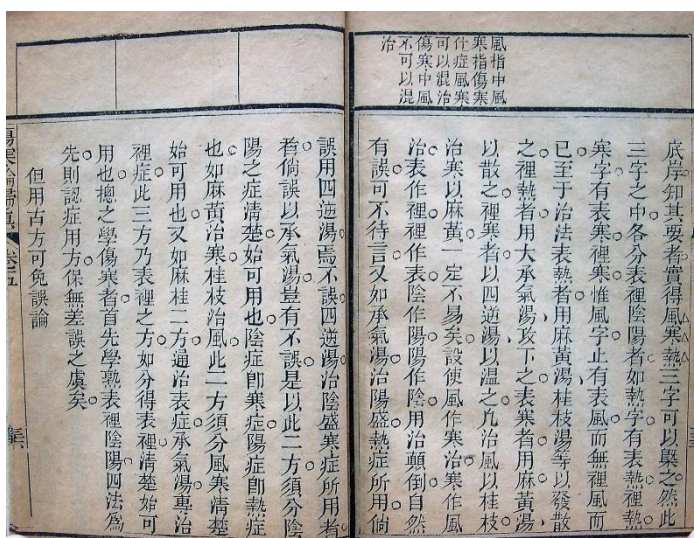 風指中風
寒指傷寒
什症風寒
可以混治
傷寒中風
不可以混
治
底岸知其要者實得風寒熱三字可以槩之然此
三字之中各分表裡陰陽者如熱字有表熱裡熱
寒字有表寒裡寒惟風字止有表風而無裡風而
已至于治法表熱者用麻黃湯桂枝湯等以發散
之裡熱者用大承氣湯攻下之表寒者用麻黃湯
以散之裡寒者以四逆湯以溫之凢治風以桂枝
治寒以麻黃一定不易矣設使風作寒治寒作風
治表作裡裡作表陰作陽陽作陰用治顛倒自然
有誤可不待言又如承氣湯治陽盛熱症所用倘
誤用四逆湯焉不誤四逆湯治陰盛寒症所用者
者倘誤以承氣湯豈有不誤是以此二方須分陰
陽之症淸楚始可用也陰症卽寒症陽症卽熱症
也如麻黃治寒桂枝治風此二方須分風寒淸楚
始可用也又如麻桂二方通治表症承氣湯專治
裡症此三方乃表裡之方如分得表裡淸楚始可
用也摠之學傷寒者首先學熟表裡陰陽四法爲
先則認症用方保無差誤之虞矣
但用古方可免誤論
傷寒論
卷五